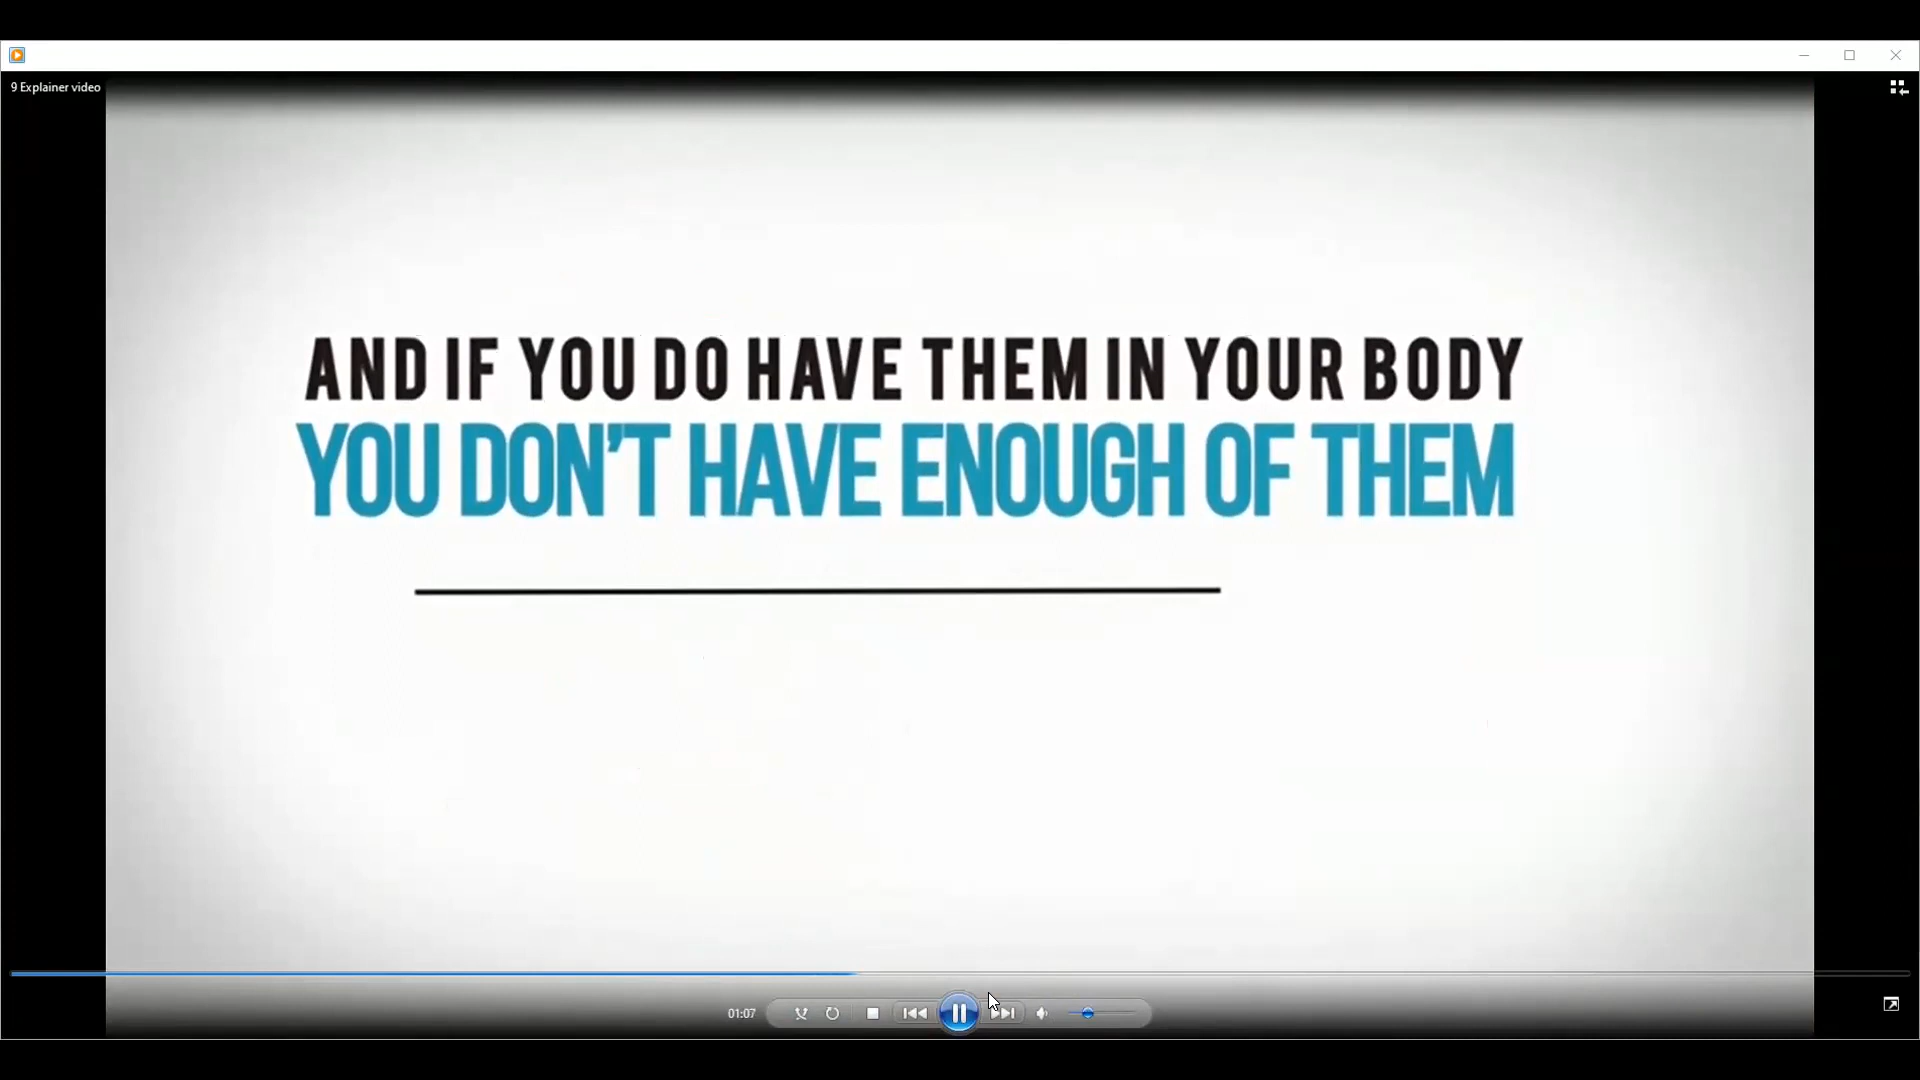 9 Explainer video
AND IF YOU DO HAVE THEM IN YOUR BODY
YOU DON'T HAVE ENOUGH OF THEM
01:07